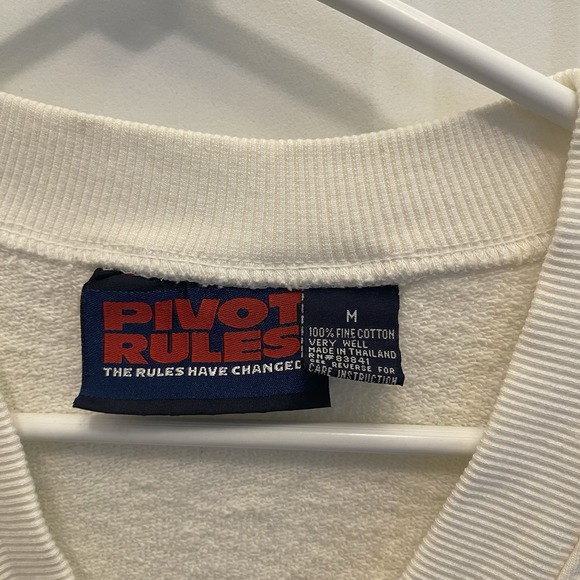 PIVOT
RULES
THE RULES HAVE CHANGED
M
100% FINE COTTON
VERY WELL
MADE IN THAILAND
RN#83841
SEE REVERSE FOR
CARE INSTRUCTION